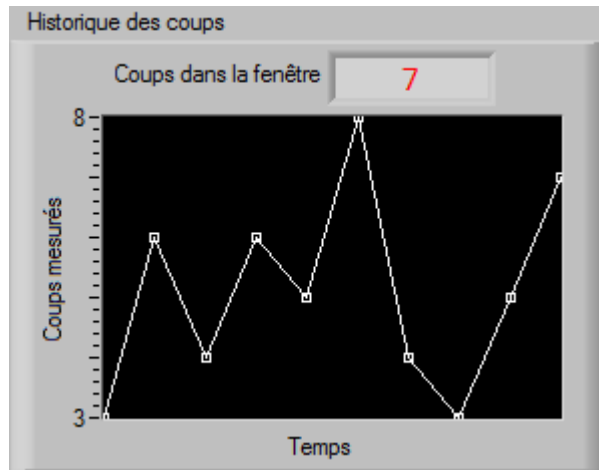 Historique des coups
Coups dans la fenêtre 7
8
Coups mesurés
3
Temps